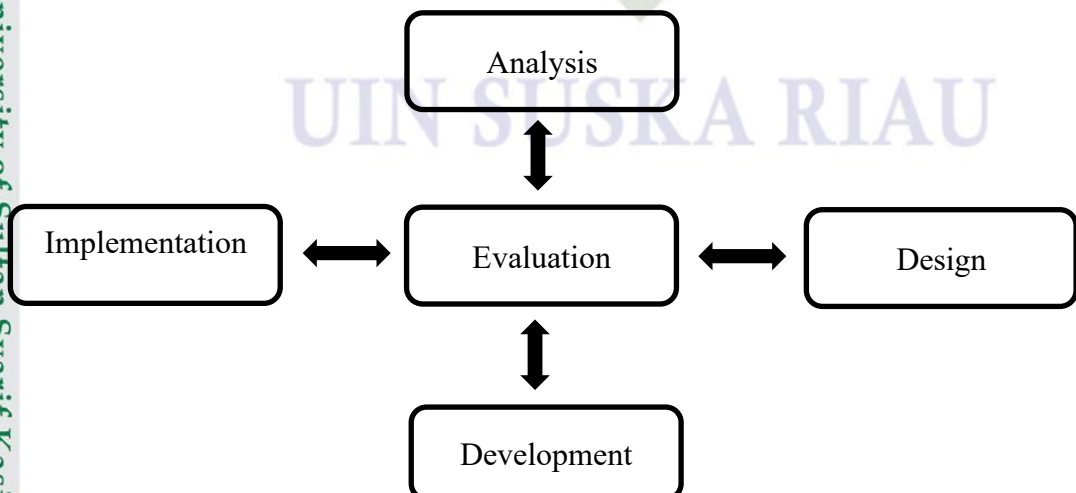 Analysis
UIN SUSKA RIAU
Implementation
Evaluation
Design
Development